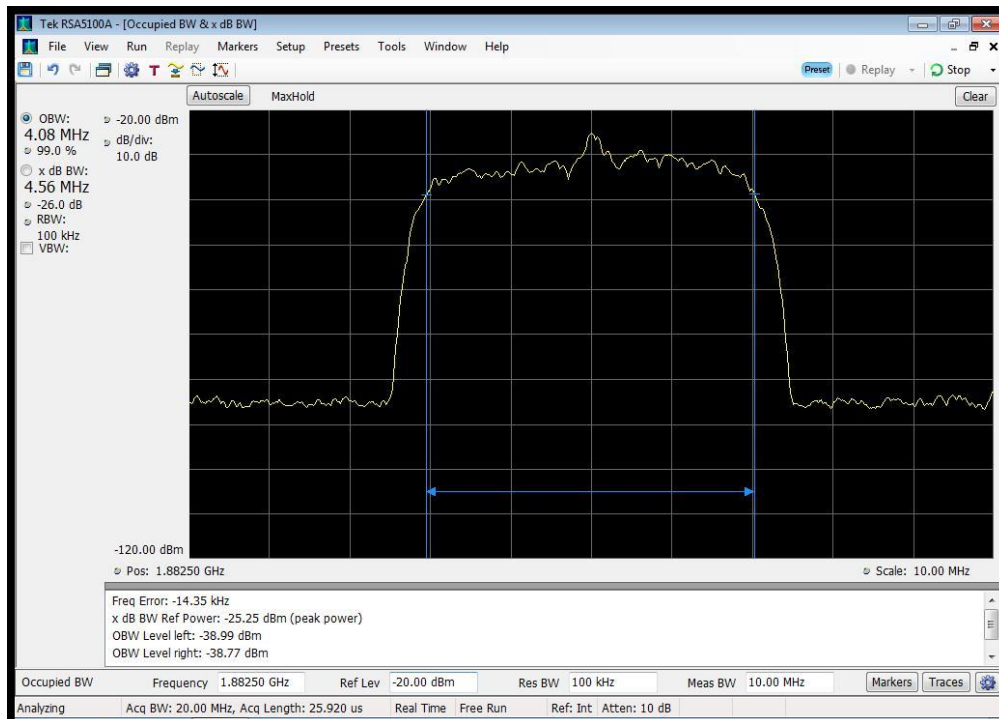 Tek RSA5100A - [Occupied BW & x dB BW]
File View Run Replay Markers Setup Presets Tools Window Help
T Preset Replay Stop
Autoscale MaxHold Clear
OBW:
4.08 MHz
99.0 %
x dB BW:
4.56 MHz
-26.0 dB
RBW:
100 kHz
VBW:
-20.00 dBm
dB/div:
10.0 dB
-120.00 dBm
Pos: 1.88250 GHz Scale: 10.00 MHz
Freq Error: -14.35 kHz
x dB BW Ref Power: -25.25 dBm (peak power)
OBW Level left: -38.99 dBm
OBW Level right: -38.77 dBm
Occupied BW Frequency 1.88250 GHz Ref Lev -20.00 dBm Res BW 100 kHz Meas BW 10.00 MHz Markers Traces
Analyzing Acq BW: 20.00 MHz, Acq Length: 25.920 us Real Time Free Run Ref: Int Atten: 10 dB